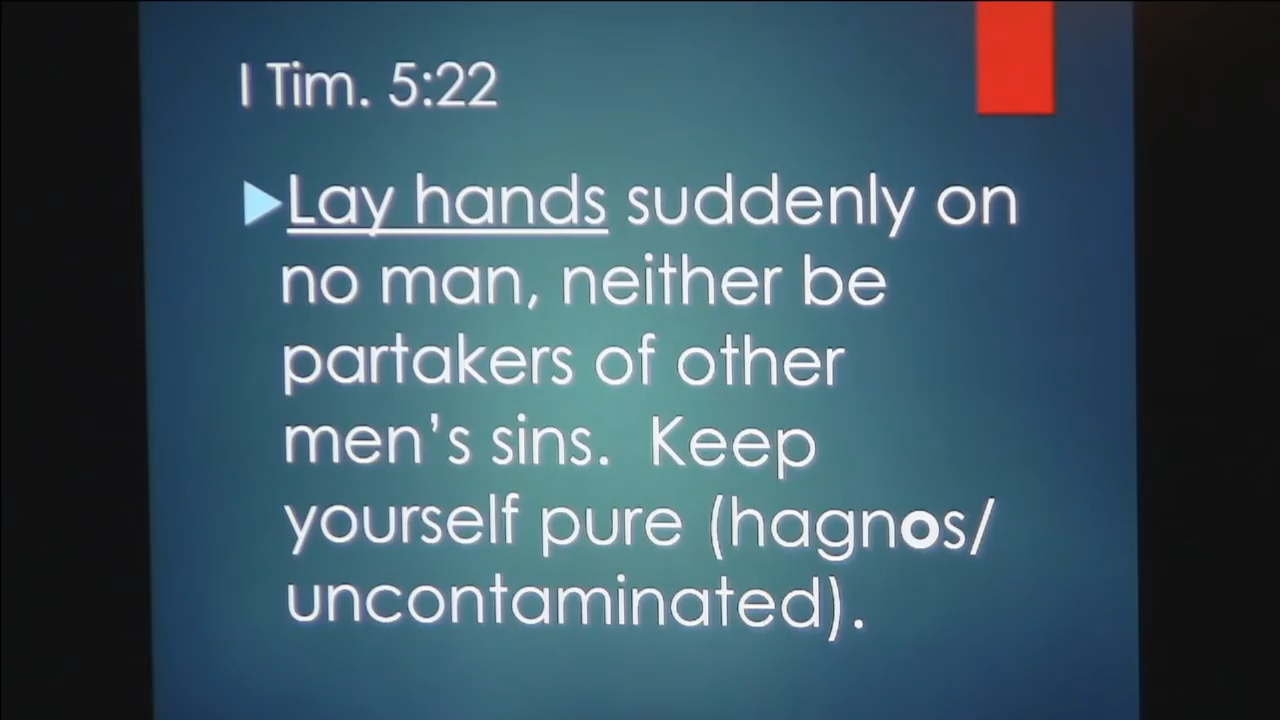 I Tim. 5:22
Lay hands suddenly on
no man, neither be
partakers of other
men’s sins.  Keep
yourself pure (hagnos/
uncontaminated).